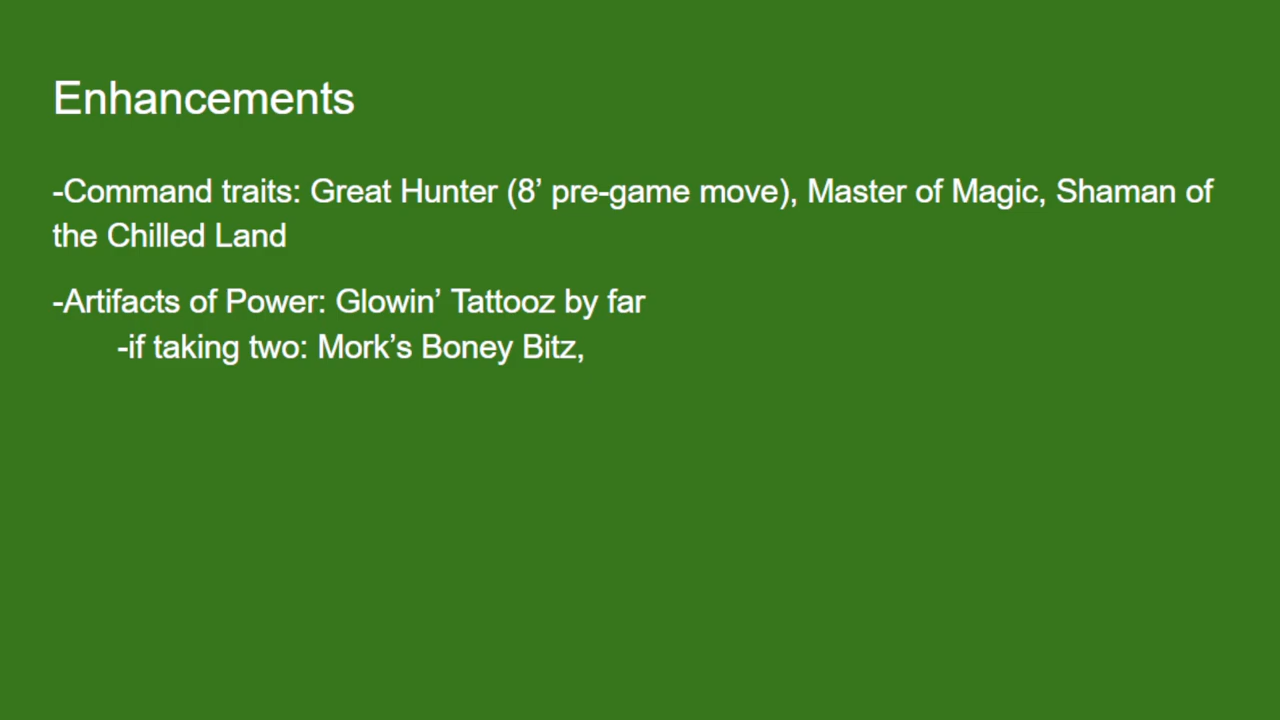 Enhancements
-Command traits: Great Hunter (8’ pre-game move), Master of Magic, Shaman of
the Chilled Land
-Artifacts of Power: Glowin’ Tattooz by far
-if taking two: Mork’s Boney Bitz,